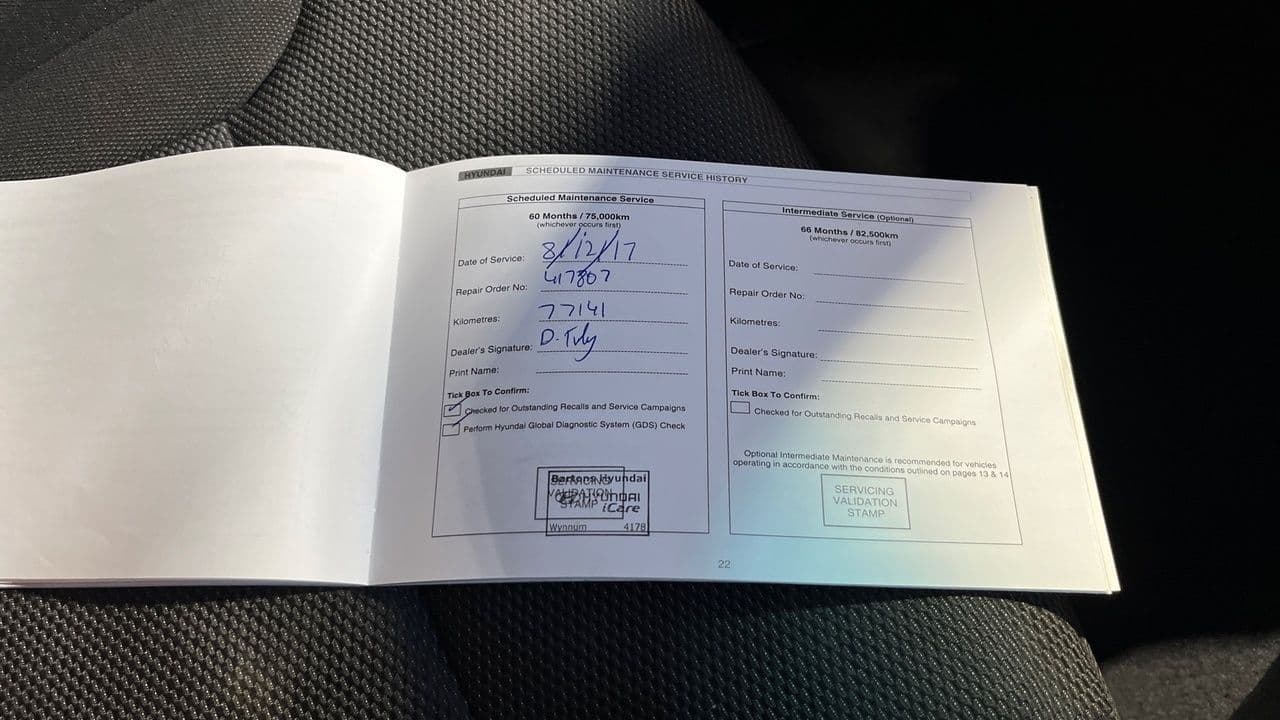 HYUNDAI SCHEDULED MAINTENANCE SERVICE HISTORY
Scheduled Maintenance Service
60 Months / 75,000km
(whichever occurs first)
Date of Service: 8/12/17
Repair Order No: 417807
Kilometres: 77141
Dealer's Signature: D.
Print Name:
Tick Box To Confirm:
Checked for Outstanding Recalls and Service Campaigns
Perform Hyundai Global Diagnostic System (GDS) Check
Bartons Hyundai
SERVICING
VALIDATION
HYUNDAI
STAMP
iCare
Wynnum 4178
Intermediate Service (Optional)
66 Months / 82,500km
(whichever occurs first)
Date of Service:
Repair Order No:
Kilometres:
Dealer's Signature:
Print Name:
Tick Box To Confirm:
Checked for Outstanding Recalls and Service Campaigns
Optional Intermediate Maintenance is recommended for vehicles
operating in accordance with the conditions outlined on pages 13 & 14
SERVICING
VALIDATION
STAMP
22